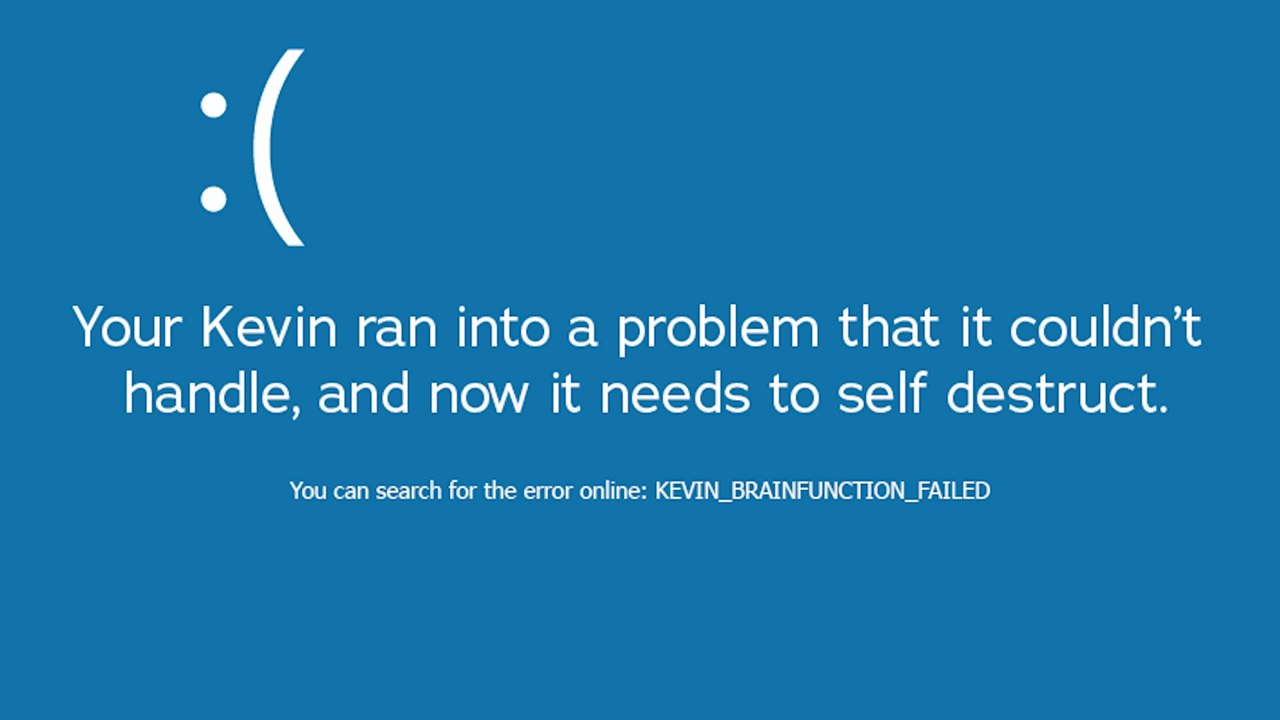 :(
Your Kevin ran into a problem that it couldn’t
handle, and now it needs to self destruct.
You can search for the error online: KEVIN_BRAINFUNCTION_FAILED